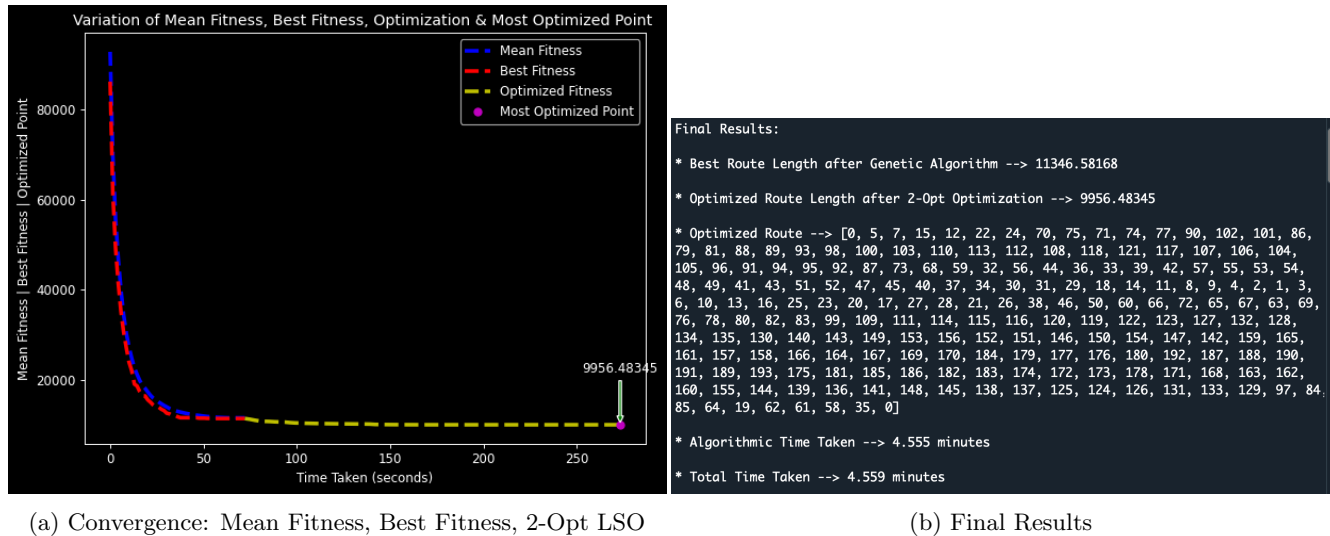 Variation of Mean Fitness, Best Fitness, Optimization & Most Optimized Point
Mean Fitness
Best Fitness
Optimized Fitness
Most Optimized Point
Mean Fitness | Best Fitness | Optimized Point
80000
60000
40000
20000
9956.48345
0
50
100
150
200
250
Time Taken (seconds)
(a) Convergence: Mean Fitness, Best Fitness, 2-Opt LSO
Final Results:
* Best Route Length after Genetic Algorithm --> 11346.58168
* Optimized Route Length after 2-Opt Optimization --> 9956.48345
* Optimized Route --> [0, 5, 7, 15, 12, 22, 24, 70, 75, 71, 74, 77, 90, 102, 101, 86,
79, 81, 88, 89, 93, 98, 100, 103, 110, 113, 112, 108, 118, 121, 117, 107, 106, 104,
105, 96, 91, 94, 95, 92, 87, 73, 68, 59, 32, 56, 44, 36, 33, 39, 42, 57, 55, 53, 54,
48, 49, 41, 43, 51, 52, 47, 45, 40, 37, 34, 30, 31, 29, 18, 14, 11, 8, 9, 4, 2, 1, 3,
6, 10, 13, 16, 25, 23, 20, 17, 27, 28, 21, 26, 38, 46, 50, 60, 66, 72, 65, 67, 63, 69,
76, 78, 80, 82, 83, 99, 109, 111, 114, 115, 116, 120, 119, 122, 123, 127, 132, 128,
134, 135, 130, 140, 143, 149, 153, 156, 152, 151, 146, 150, 154, 147, 142, 159, 165,
161, 157, 158, 166, 164, 167, 169, 170, 184, 179, 177, 176, 180, 192, 187, 188, 190,
191, 189, 193, 175, 181, 185, 186, 182, 183, 174, 172, 173, 178, 171, 168, 163, 162,
160, 155, 144, 139, 136, 141, 148, 145, 138, 137, 125, 124, 126, 131, 133, 129, 97, 84,
85, 64, 19, 62, 61, 58, 35, 0]
* Algorithmic Time Taken --> 4.555 minutes
* Total Time Taken --> 4.559 minutes
(b) Final Results